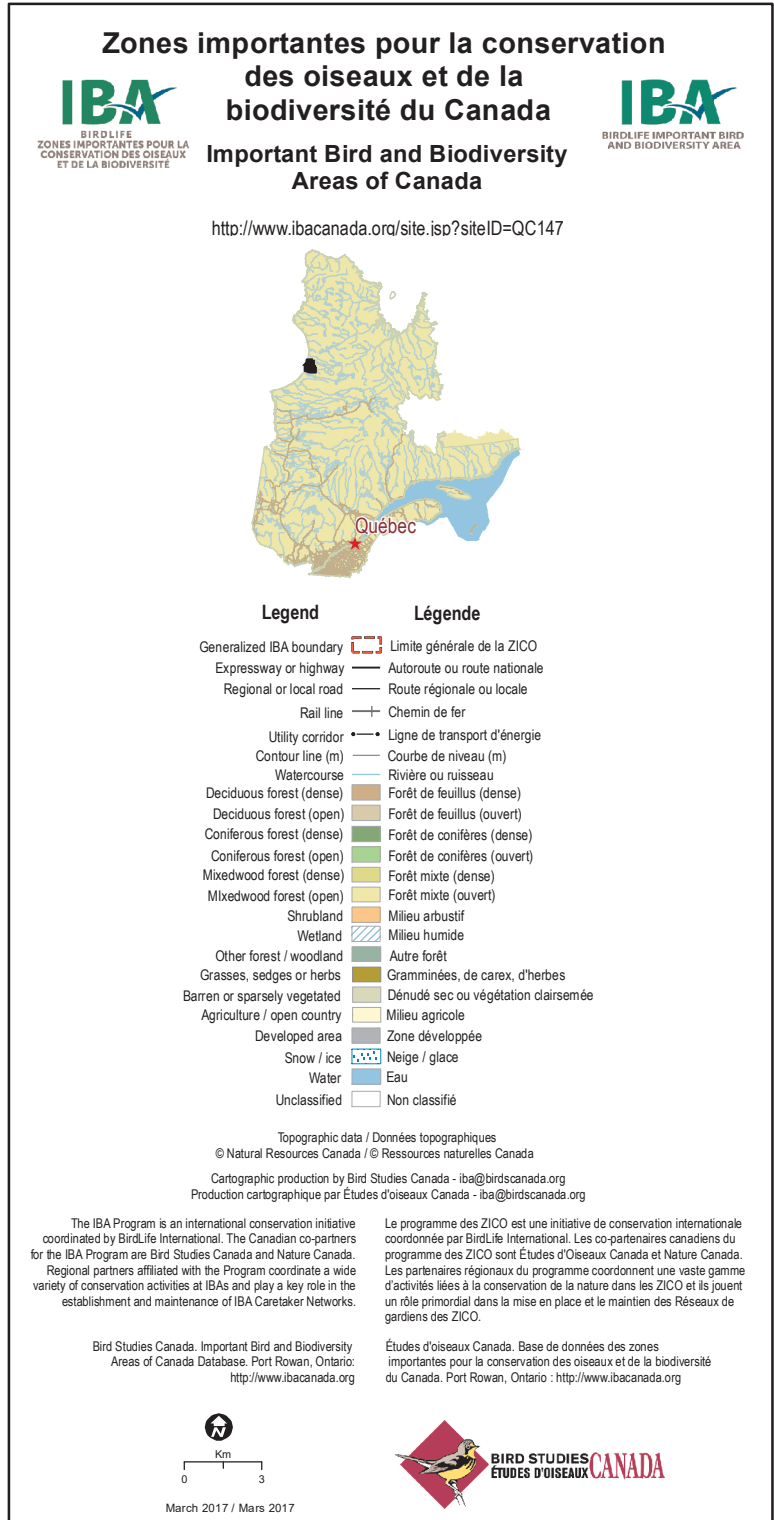 Zones importantes pour la conservation
des oiseaux et de la
biodiversité du Canada
IBA
BIRDLIFE
ZONES IMPORTANTES POUR LA
CONSERVATION DES OISEAUX
ET DE LA BIODIVERSITÉ
IBA
BIRDLIFE IMPORTANT BIRD
AND BIODIVERSITY AREA
Important Bird and Biodiversity
Areas of Canada
http://www.ibacanada.org/site.jsp?siteID=QC147
Québec
Legend Légende
Generalized IBA boundary Limite générale de la ZICO
Expressway or highway Autoroute ou route nationale
Regional or local road Route régionale ou locale
Rail line Chemin de fer
Utility corridor Ligne de transport d'énergie
Contour line (m) Courbe de niveau (m)
Watercourse Rivière ou ruisseau
Deciduous forest (dense) Forêt de feuillus (dense)
Deciduous forest (open) Forêt de feuillus (ouvert)
Coniferous forest (dense) Forêt de conifères (dense)
Coniferous forest (open) Forêt de conifères (ouvert)
Mixedwood forest (dense) Forêt mixte (dense)
MIxedwood forest (open) Forêt mixte (ouvert)
Shrubland Milieu arbustif
Wetland Milieu humide
Other forest / woodland Autre forêt
Grasses, sedges or herbs Gramminées, de carex, d'herbes
Barren or sparsely vegetated Dénudé sec ou végétation clairsemée
Agriculture / open country Milieu agricole
Developed area Zone développée
Snow / ice Neige / glace
Water Eau
Unclassified Non classifié
Topographic data / Données topographiques
© Natural Resources Canada / © Ressources naturelles Canada
Cartographic production by Bird Studies Canada - iba@birdscanada.org
Production cartographique par Études d'oiseaux Canada - iba@birdscanada.org
The IBA Program is an international conservation initiative
coordinated by BirdLife International. The Canadian co-partners
for the IBA Program are Bird Studies Canada and Nature Canada.
Regional partners affiliated with the Program coordinate a wide
variety of conservation activities at IBAs and play a key role in the
establishment and maintenance of IBA Caretaker Networks.
Le programme des ZICO est une initiative de conservation internationale
coordonnée par BirdLife International. Les co-partenaires canadiens du
programme des ZICO sont Études d'Oiseaux Canada et Nature Canada.
Les partenaires régionaux du programme coordonnent une vaste gamme
d'activités liées à la conservation de la nature dans les ZICO et ils jouent
un rôle primordial dans la mise en place et le maintien des Réseaux de
gardiens des ZICO.
Bird Studies Canada. Important Bird and Biodiversity
Areas of Canada Database. Port Rowan, Ontario:
http://www.ibacanada.org
Études d'oiseaux Canada. Base de données des zones
importantes pour la conservation des oiseaux et de la biodiversité
du Canada. Port Rowan, Ontario : http://www.ibacanada.org
N
Km
0 3
March 2017 / Mars 2017
BIRD STUDIES
ÉTUDES D'OISEAUX CANADA